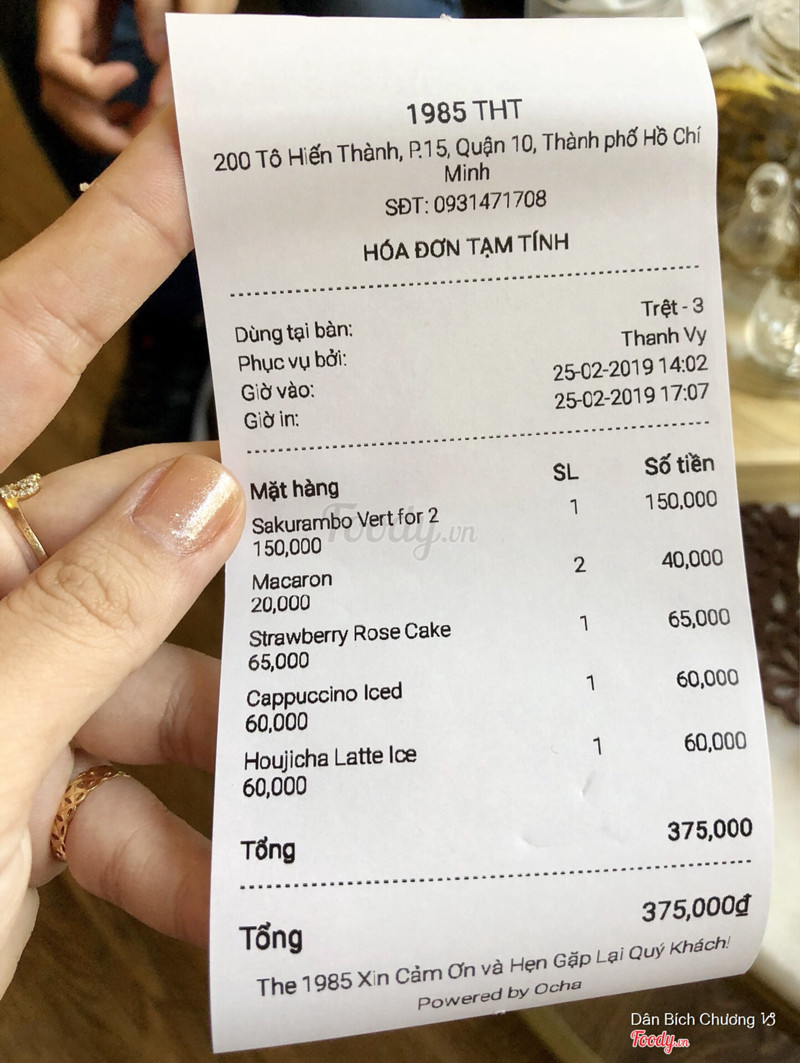 1985 THT
200 Tô Hiến Thành, P.15, Quận 10, Thành phố Hồ Chí
Minh
SĐT: 0931471708
HÓA ĐƠN TẠM TÍNH
Dùng tại bàn: Trệt - 3
Phục vụ bởi: Thanh Vy
Giờ vào: 25-02-2019 14:02
Giờ in: 25-02-2019 17:07
Mặt hàng SL Số tiền
Sakurambo Vert for 2 1 150,000
150,000
Macaron 2 40,000
20,000
Strawberry Rose Cake 1 65,000
65,000
Cappuccino Iced 1 60,000
60,000
Houjicha Latte Ice 1 60,000
60,000
Tổng 375,000
Tổng 375,000₫
The 1985 Xin Cảm Ơn và Hẹn Gặp Lại Quý Khách!
Powered by Ocha
Foody.vn
Dân Bích Chương
Foody.vn